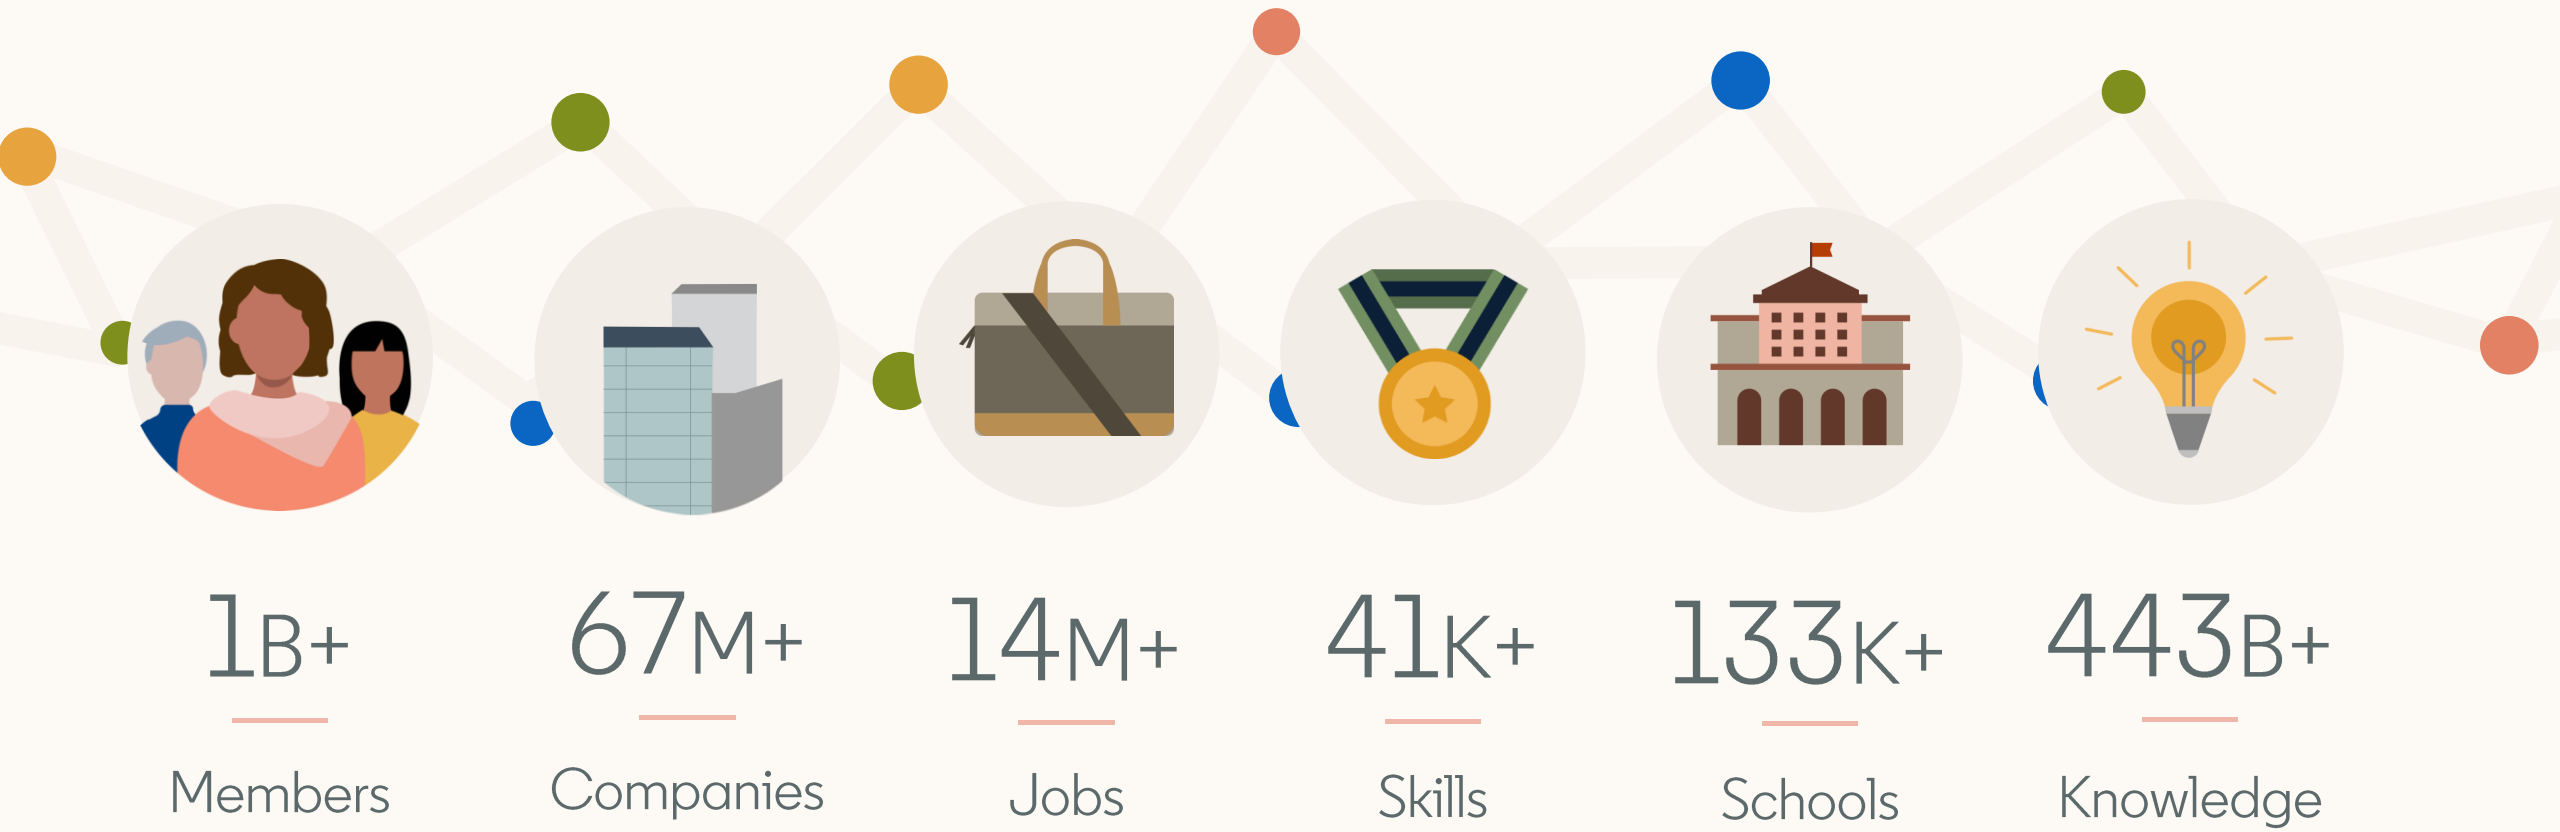 1B+ 67M+ 14M+ 41K+ 133K+ 443B+
Members Companies Jobs Skills Schools Knowledge